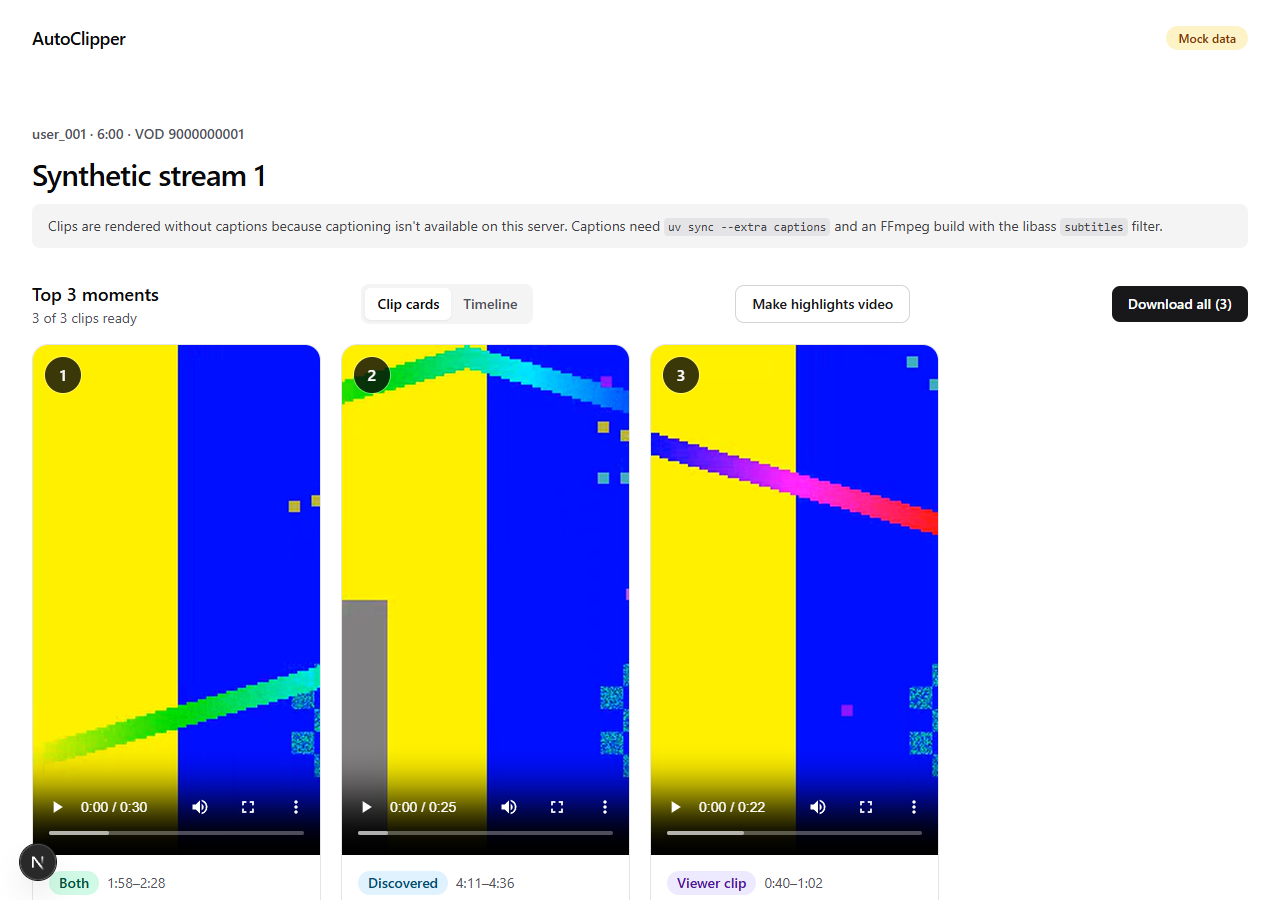 AutoClipper
Mock data
user_001 · 6:00 · VOD 9000000001
Synthetic stream 1
Clips are rendered without captions because captioning isn't available on this server. Captions need uv sync --extra captions and an FFmpeg build with the libass subtitles filter.
Top 3 moments
3 of 3 clips ready
Clip cards
Timeline
Make highlights video
Download all (3)
1
2
3
0:00 / 0:30
0:00 / 0:25
0:00 / 0:22
N
Both 1:58–2:28
Discovered 4:11–4:36
Viewer clip 0:40–1:02